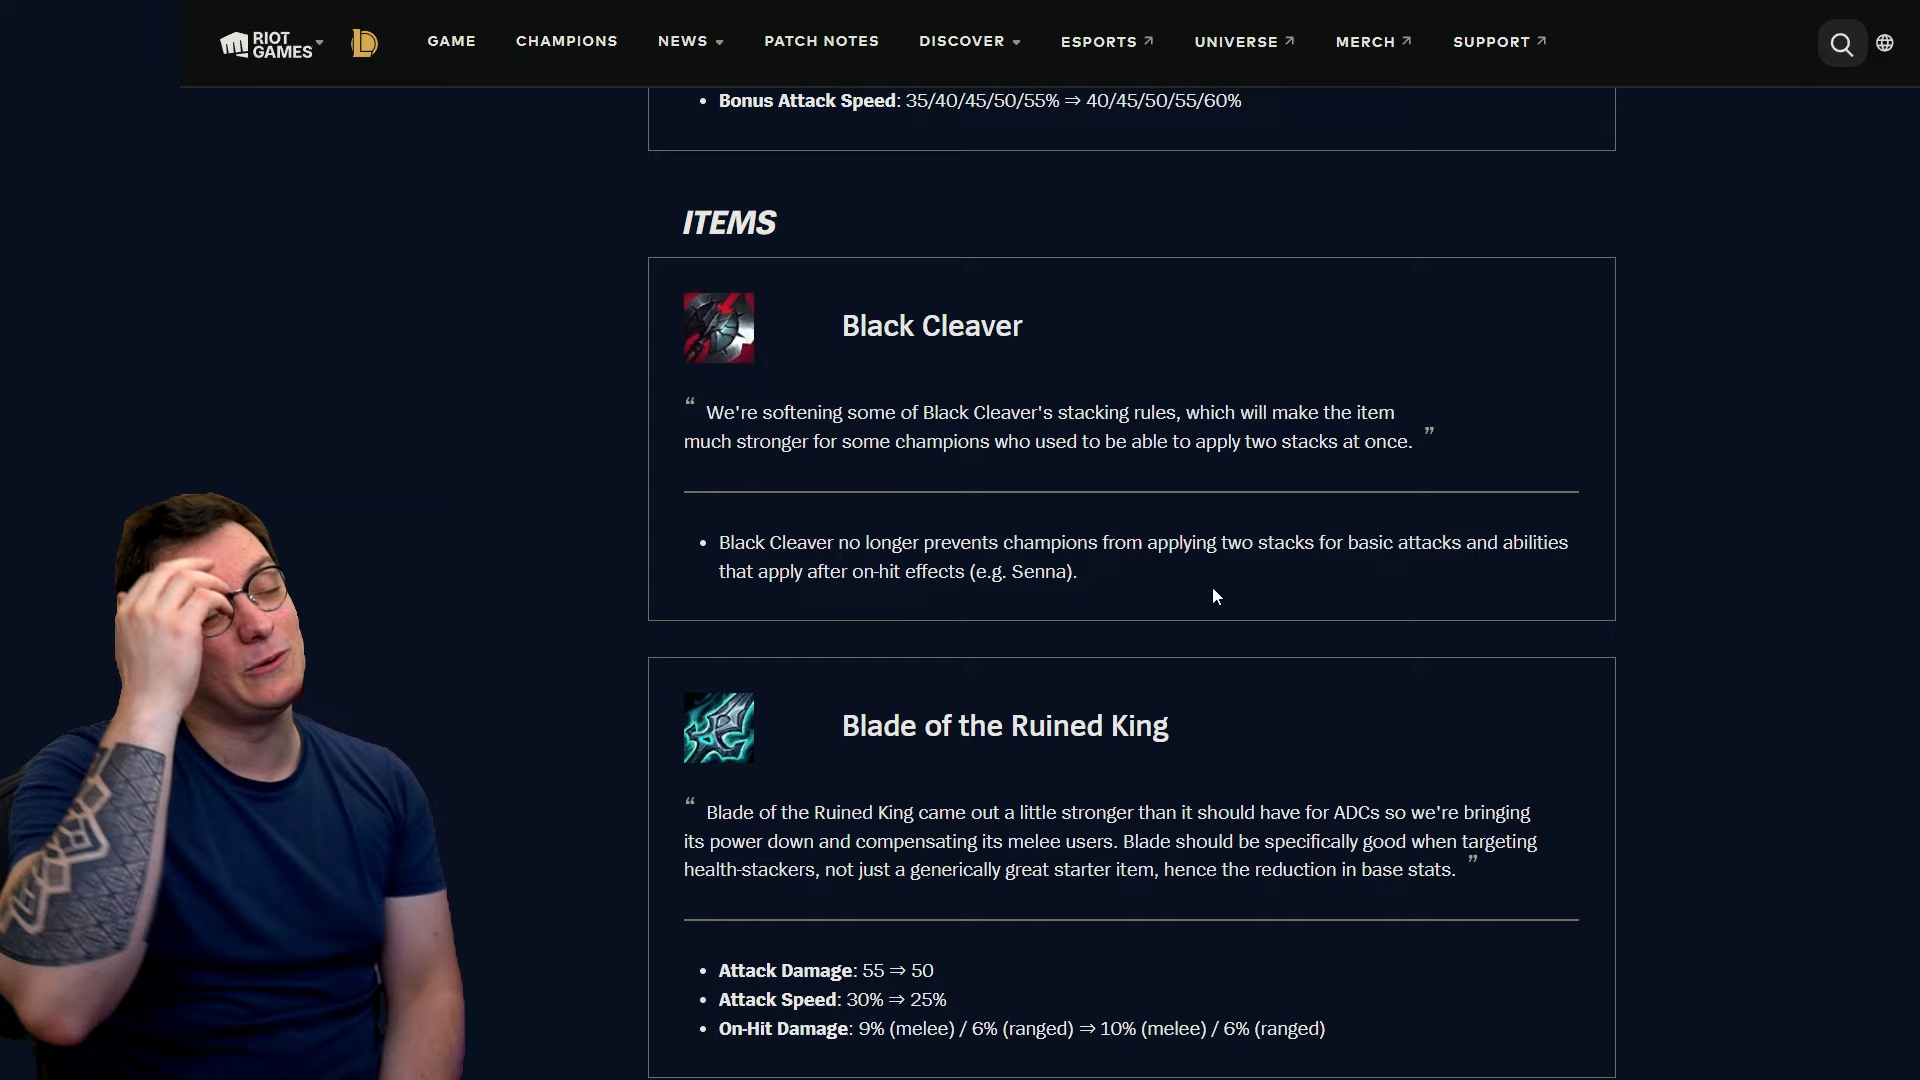 RIOT GAMES
GAME
CHAMPIONS
NEWS
PATCH NOTES
DISCOVER
ESPORTS
UNIVERSE
MERCH
SUPPORT
• Bonus Attack Speed: 35/40/45/50/55% ⇒ 40/45/50/55/60%
ITEMS
Black Cleaver
“ We're softening some of Black Cleaver's stacking rules, which will make the item
much stronger for some champions who used to be able to apply two stacks at once. ”
• Black Cleaver no longer prevents champions from applying two stacks for basic attacks and abilities
that apply after on-hit effects (e.g. Senna).
Blade of the Ruined King
“ Blade of the Ruined King came out a little stronger than it should have for ADCs so we're bringing
its power down and compensating its melee users. Blade should be specifically good when targeting
health-stackers, not just a generically great starter item, hence the reduction in base stats. ”
• Attack Damage: 55 ⇒ 50
• Attack Speed: 30% ⇒ 25%
• On-Hit Damage: 9% (melee) / 6% (ranged) ⇒ 10% (melee) / 6% (ranged)